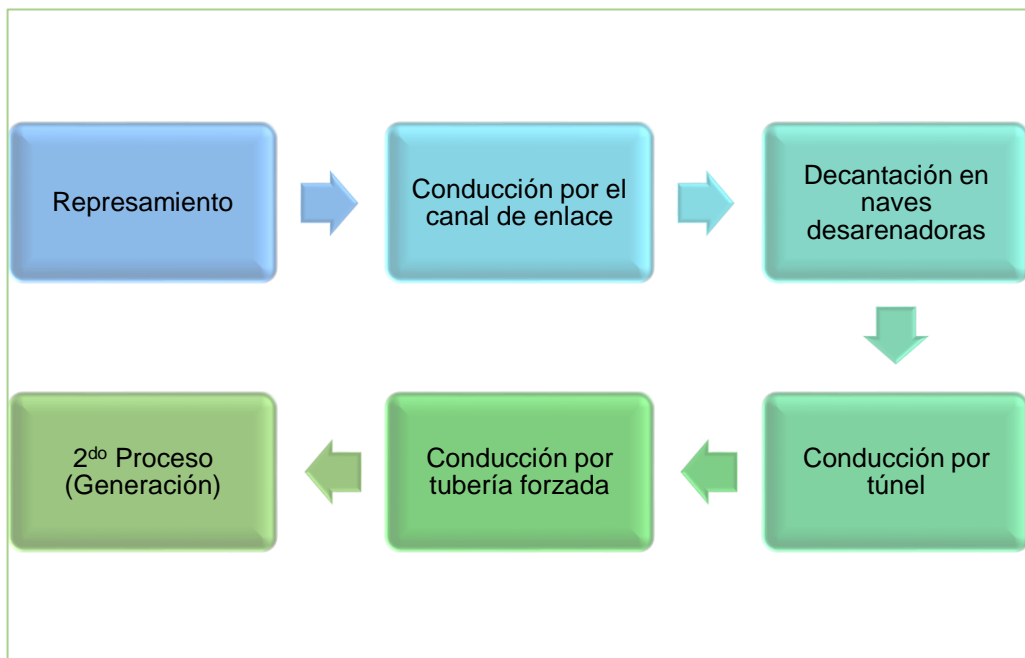 Represamiento
Conducción por el
canal de enlace
Decantación en
naves
desarenadoras
Conducción por
túnel
Conducción por
tubería forzada
2do Proceso
(Generación)